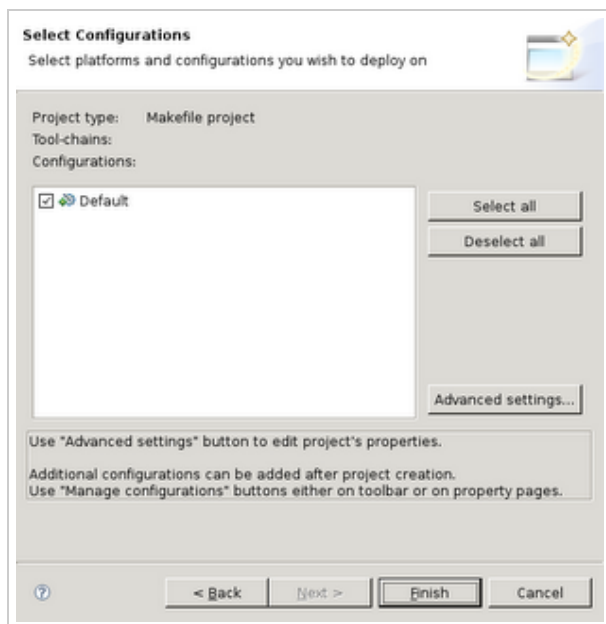 Select Configurations
Select platforms and configurations you wish to deploy on
Project type: Makefile project
Tool-chains:
Configurations:
Default
Select all
Deselect all
Advanced settings...
Use "Advanced settings" button to edit project's properties.
Additional configurations can be added after project creation.
Use "Manage configurations" buttons either on toolbar or on property pages.
< Back Next > Finish Cancel